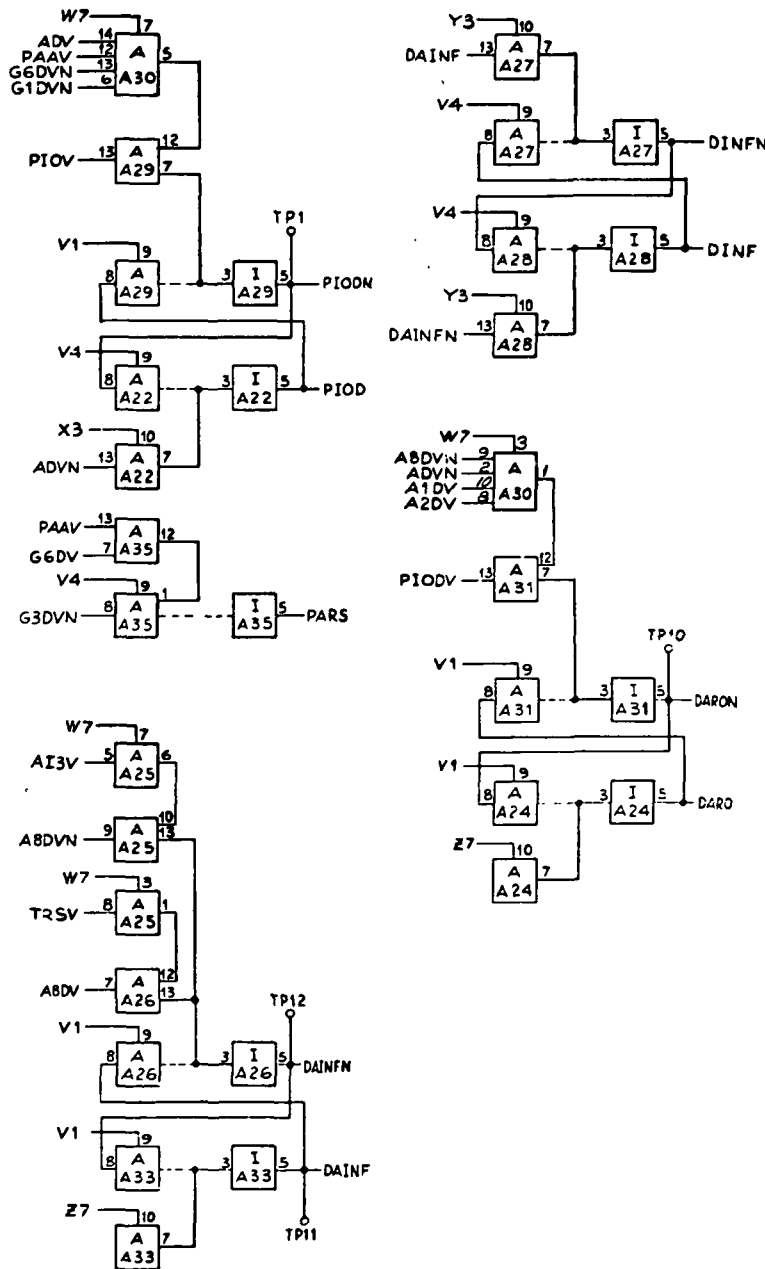 W7 7
ADV 14
PAAV 12
G6DVN 13
G1DVN 6
A
A30
5
PIOV 13
A
A29
12
7
TP1
V1 9
8
A
A29
3
I
A29
5
PIODN
V4 9
8
A
A22
3
I
A22
5
PIOD
X3 10
ADVN 13
A
A22
7
PAAV 13
G6DV 7
A
A35
12
V4 9
G3DVN 8
A
A35
1
I
A35
5
PARS
W7 7
AI3V 5
A
A25
6
A8DVN 9
A
A25
10
13
W7 3
TRSV 8
A
A25
1
A8DV 7
A
A26
12
13
TP12
V1 9
8
A
A26
3
I
A26
5
DAINFN
V1 9
8
A
A33
3
I
A33
5
DAINF
Z7 10
A
A33
7
TP11
Y3 10
DAINF 13
A
A27
7
V4 9
8
A
A27
3
I
A27
5
DINFN
V4 9
8
A
A28
3
I
A28
5
DINF
Y3 10
DAINFN 13
A
A28
7
W7 3
A8DVN 9
ADVN 2
A1DV 10
A2DV 8
A
A30
1
PIODV 13
A
A31
12
7
TP10
V1 9
8
A
A31
3
I
A31
5
DARON
V1 9
8
A
A24
3
I
A24
5
DARO
Z7 10
A
A24
7